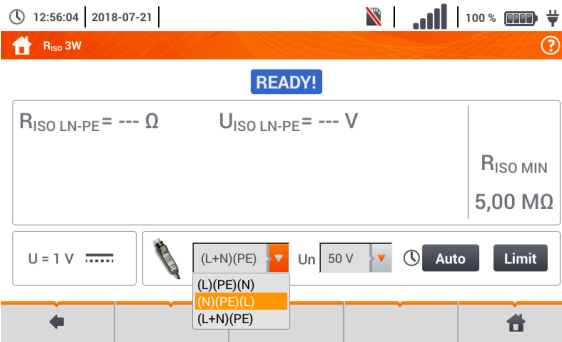 12:56:04 2018-07-21 100 %
RISO 3W ?
READY!
RISO LN-PE= --- Ω UISO LN-PE= --- V
RISO MIN
5,00 MΩ
U = 1 V (L+N)(PE) Un 50 V Auto Limit
(L)(PE)(N)
(N)(PE)(L)
(L+N)(PE)